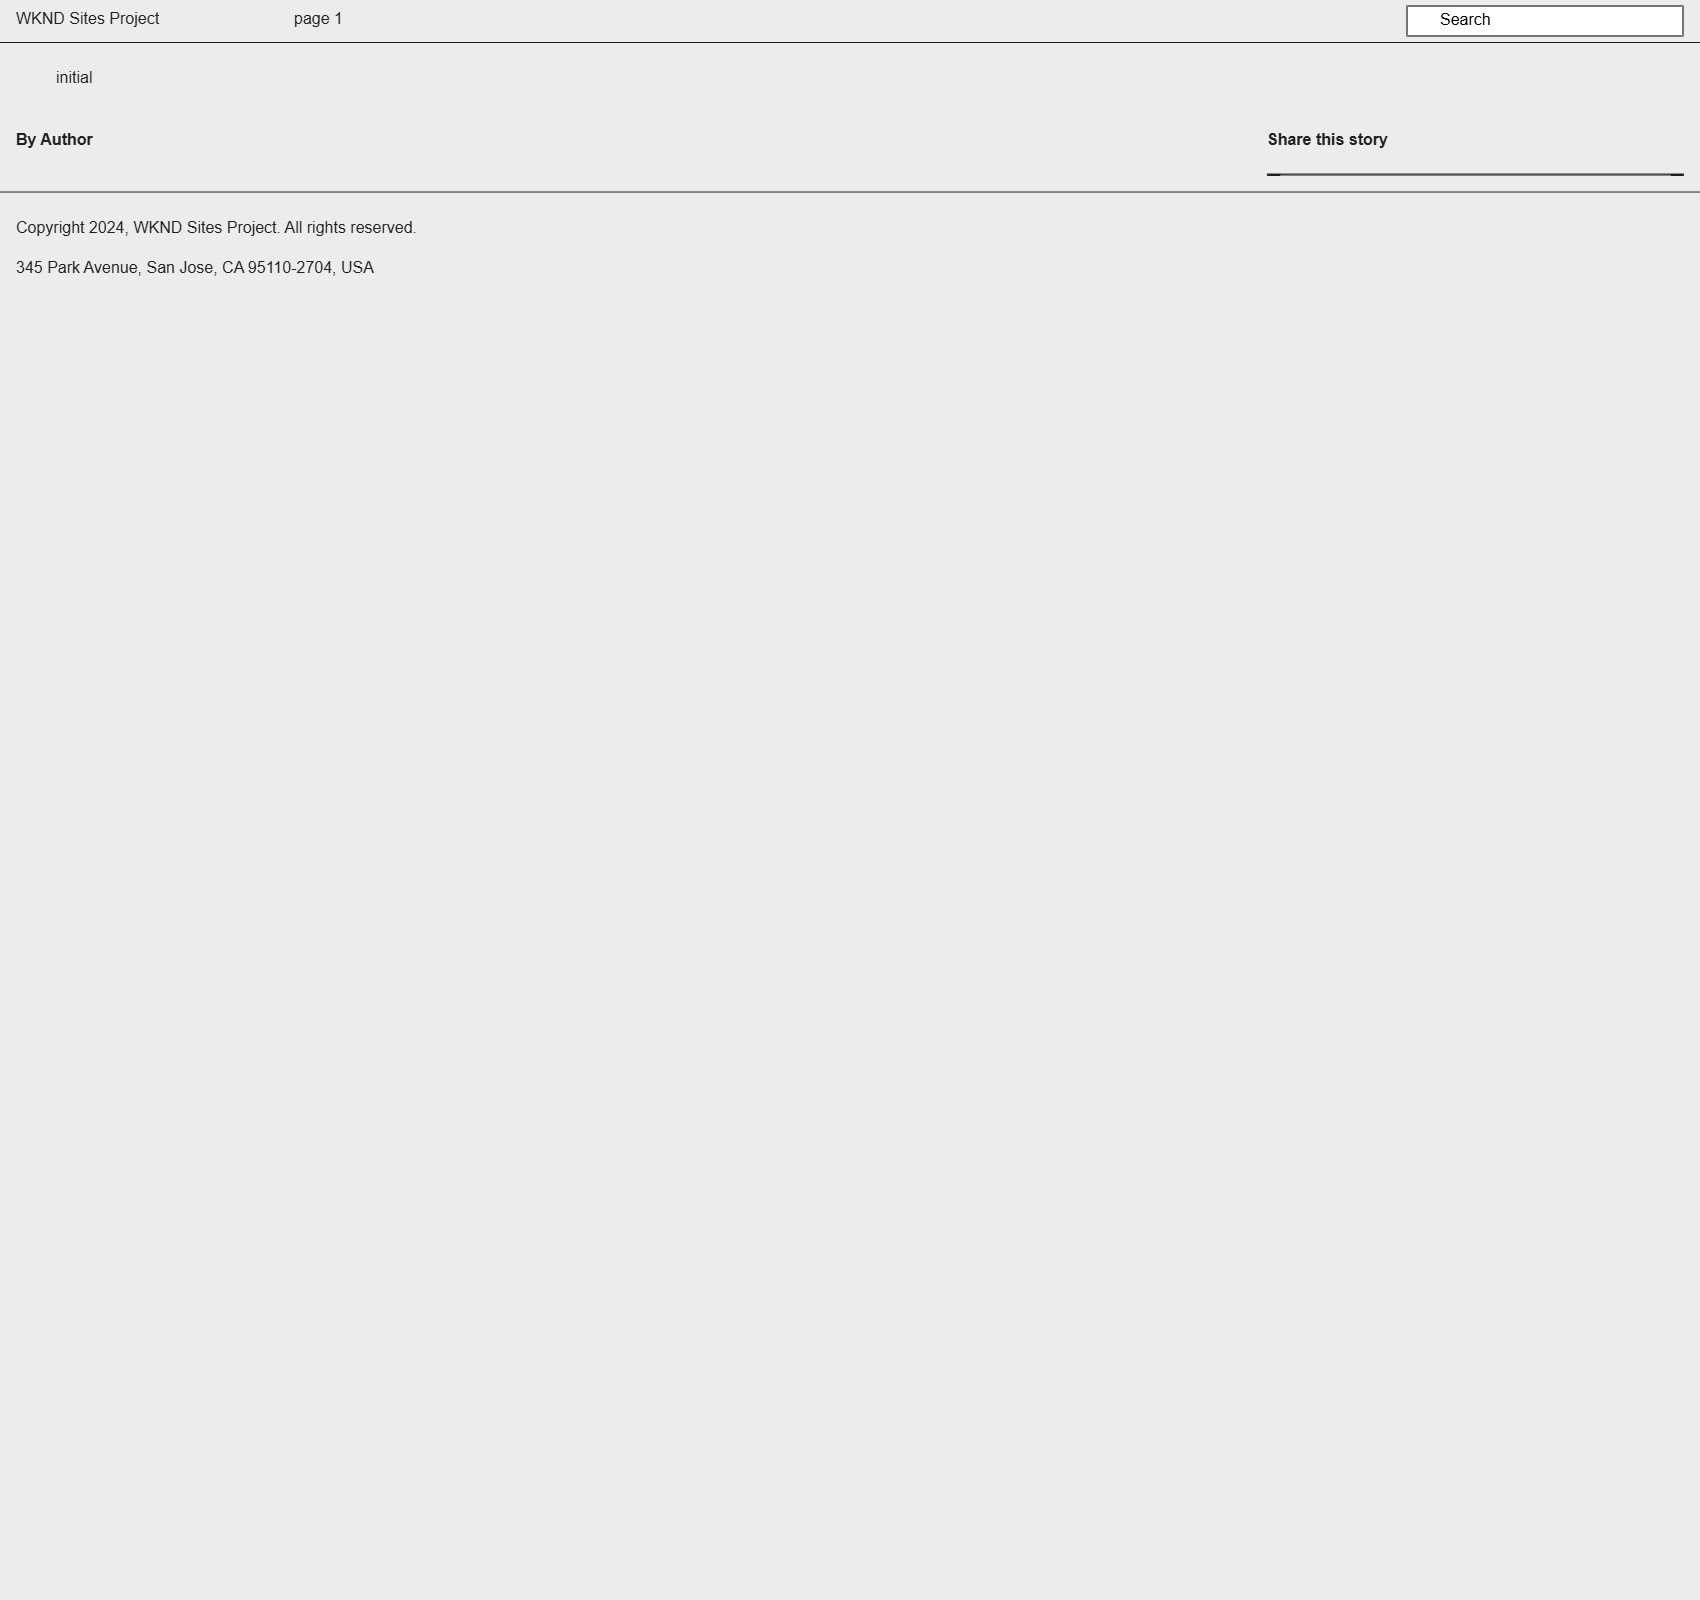 WKND Sites Project page 1 Search
initial
By Author Share this story
Copyright 2024, WKND Sites Project. All rights reserved.
345 Park Avenue, San Jose, CA 95110-2704, USA